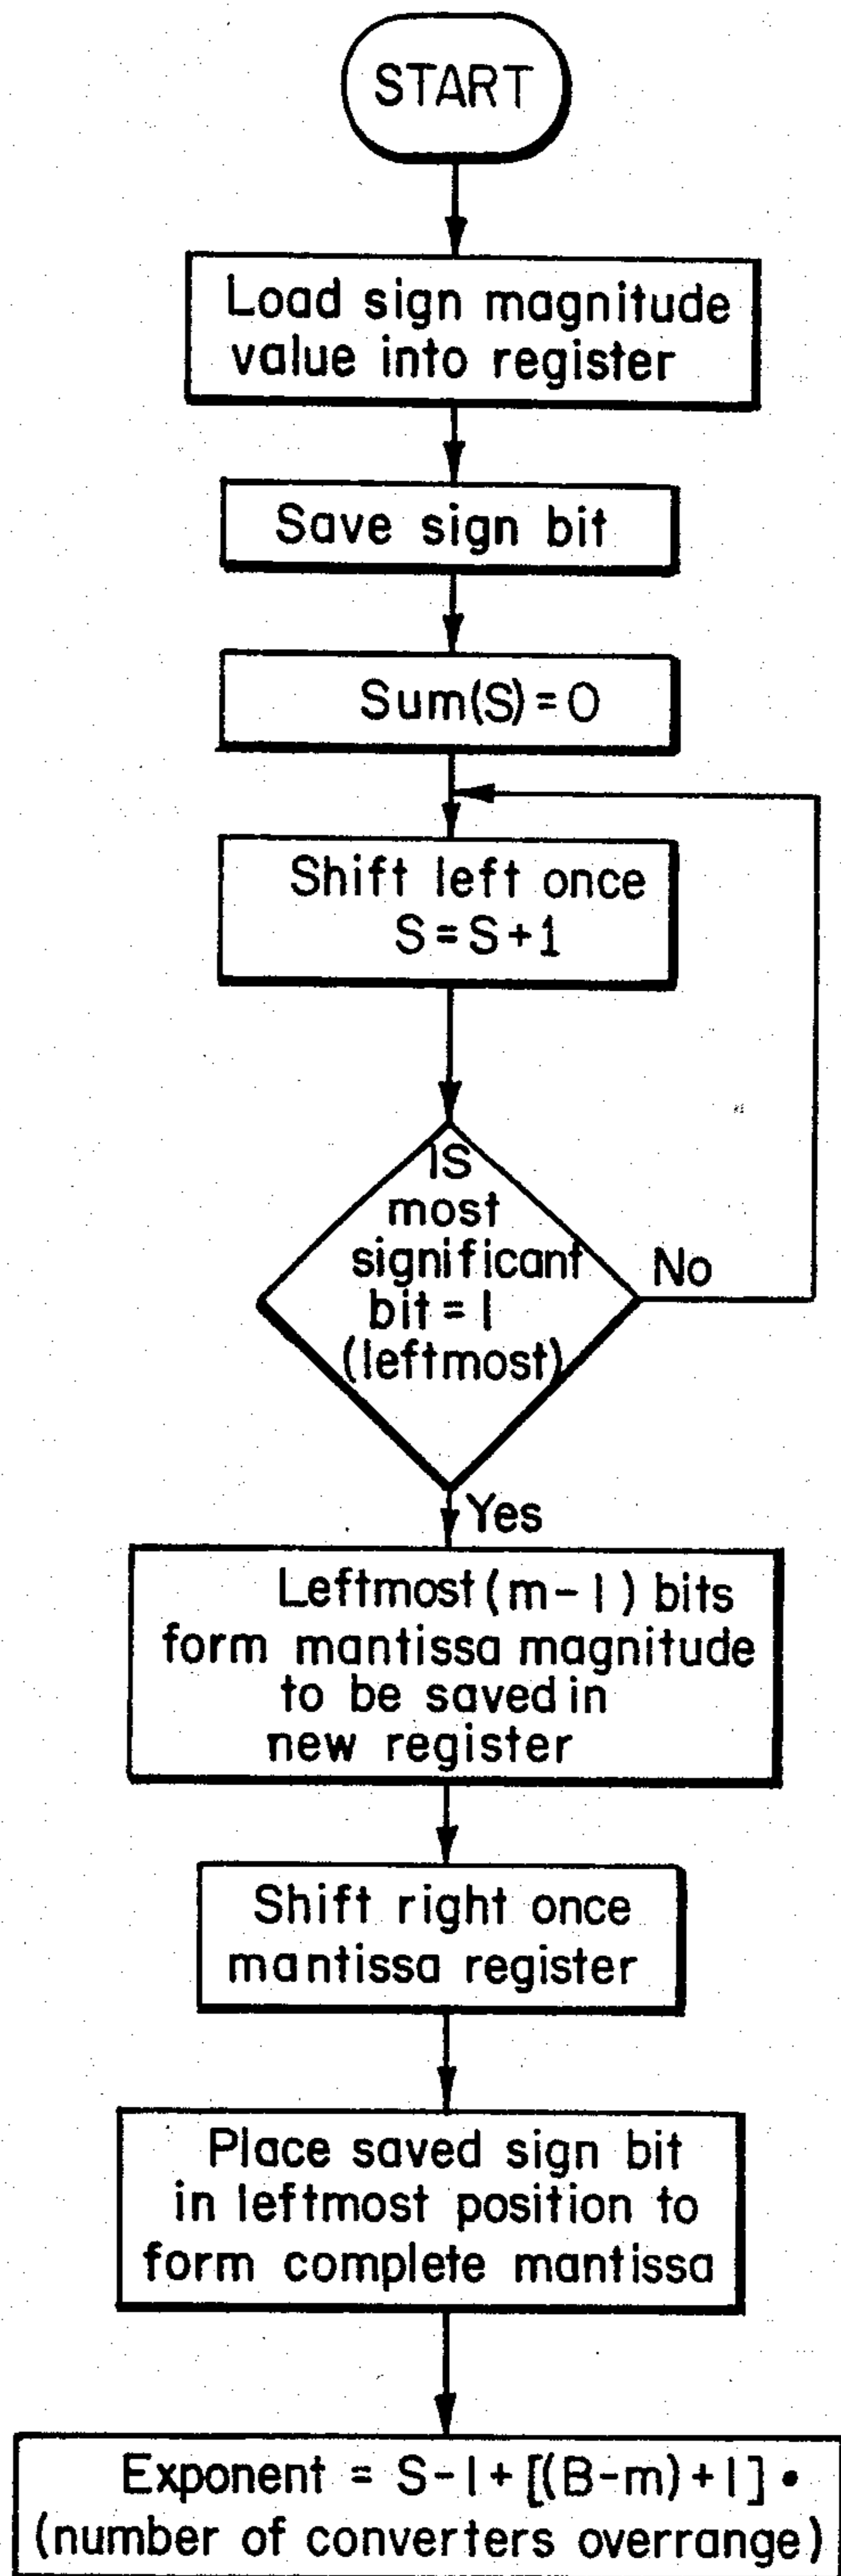 START
Load sign magnitude
value into register
Save sign bit
Sum(S)=0
Shift left once
S=S+1
IS
most
significant
bit=1
(leftmost)
No
Yes
Leftmost(m-1) bits
form mantissa magnitude
to be saved in
new register
Shift right once
mantissa register
Place saved sign bit
in leftmost position to
form complete mantissa
Exponent = S-1+[(B-m)+1]•
(number of converters overrange)